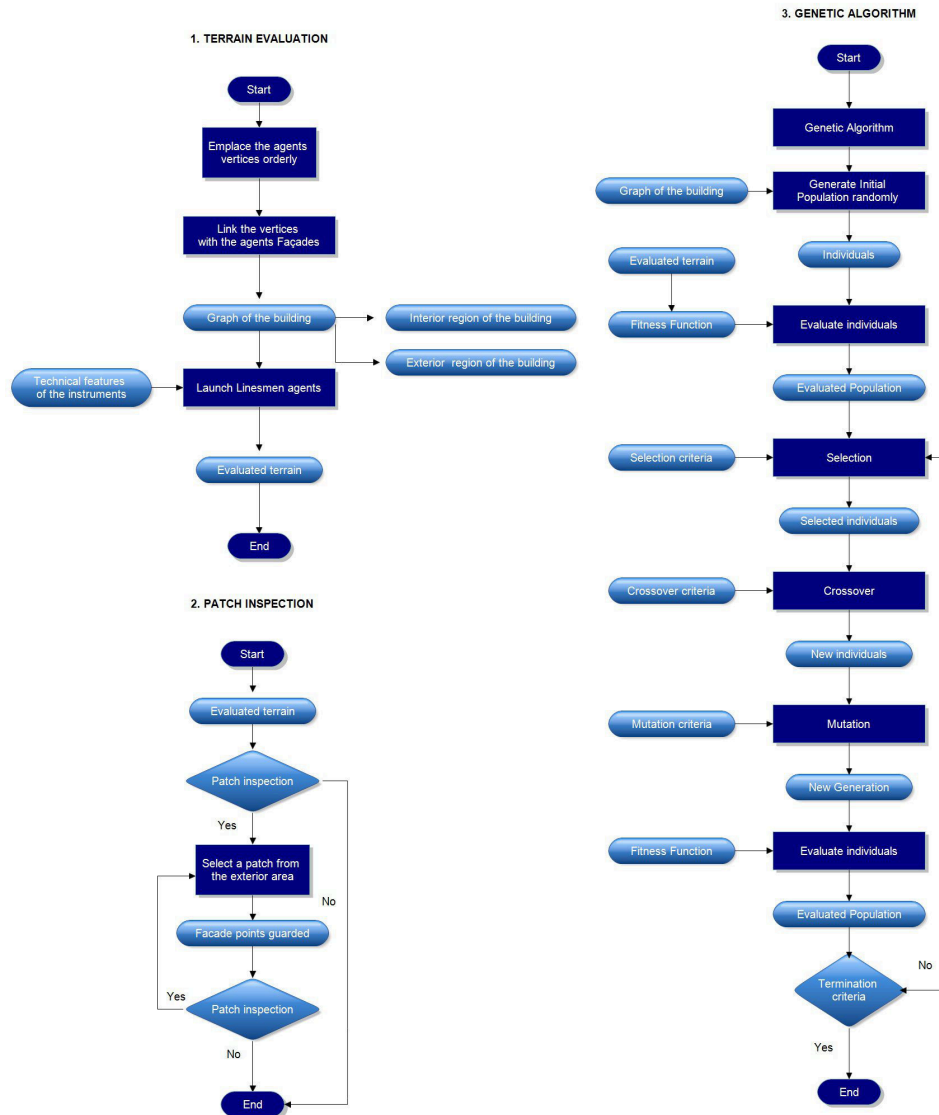 1. TERRAIN EVALUATION
Start
Emplace the agents
vertices orderly
Link the vertices
with the agents Façades
Graph of the building
Interior region of the building
Exterior region of the building
Technical features
of the instruments
Launch Linesmen agents
Evaluated terrain
End
2. PATCH INSPECTION
Start
Evaluated terrain
Patch inspection
Yes
Select a patch from
the exterior area
No
Facade points guarded
Yes
Patch inspection
No
End
3. GENETIC ALGORITHM
Start
Genetic Algorithm
Graph of the building
Generate Initial
Population randomly
Individuals
Evaluated terrain
Fitness Function
Evaluate individuals
Evaluated Population
Selection criteria
Selection
Selected individuals
Crossover criteria
Crossover
New individuals
Mutation criteria
Mutation
New Generation
Fitness Function
Evaluate individuals
Evaluated Population
Termination
criteria
No
Yes
End